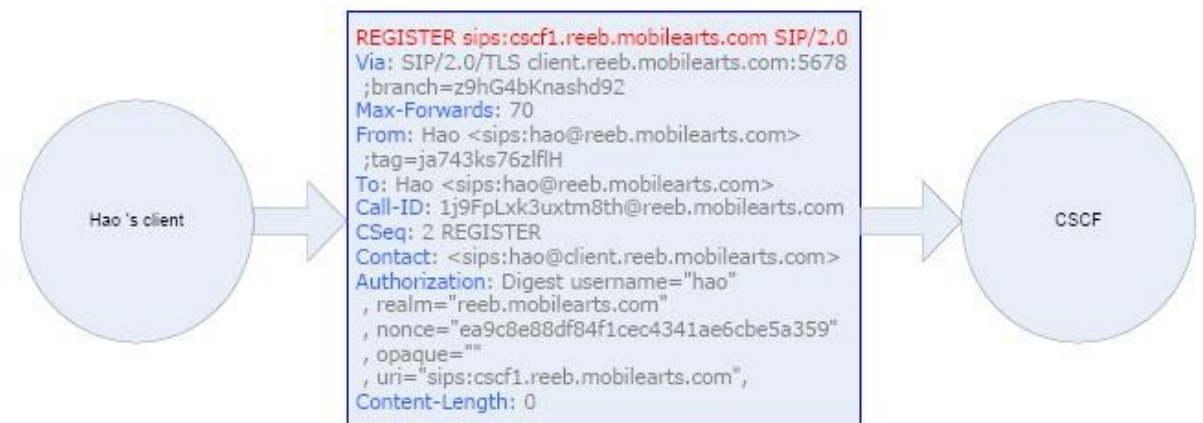 REGISTER sips:cscf1.reeb.mobilearts.com SIP/2.0
Via: SIP/2.0/TLS client.reeb.mobilearts.com:5678
;branch=z9hG4bKnashd92
Max-Forwards: 70
From: Hao <sips:hao@reeb.mobilearts.com>
;tag=ja743ks76zlflH
To: Hao <sips:hao@reeb.mobilearts.com>
Call-ID: 1j9FpLxk3uxtm8th@reeb.mobilearts.com
CSeq: 2 REGISTER
Contact: <sips:hao@client.reeb.mobilearts.com>
Authorization: Digest username="hao"
, realm="reeb.mobilearts.com"
, nonce="ea9c8e88df84f1cec4341ae6cbe5a359"
, opaque=""
, uri="sips:cscf1.reeb.mobilearts.com",
Content-Length: 0
Hao 's client
CSCF